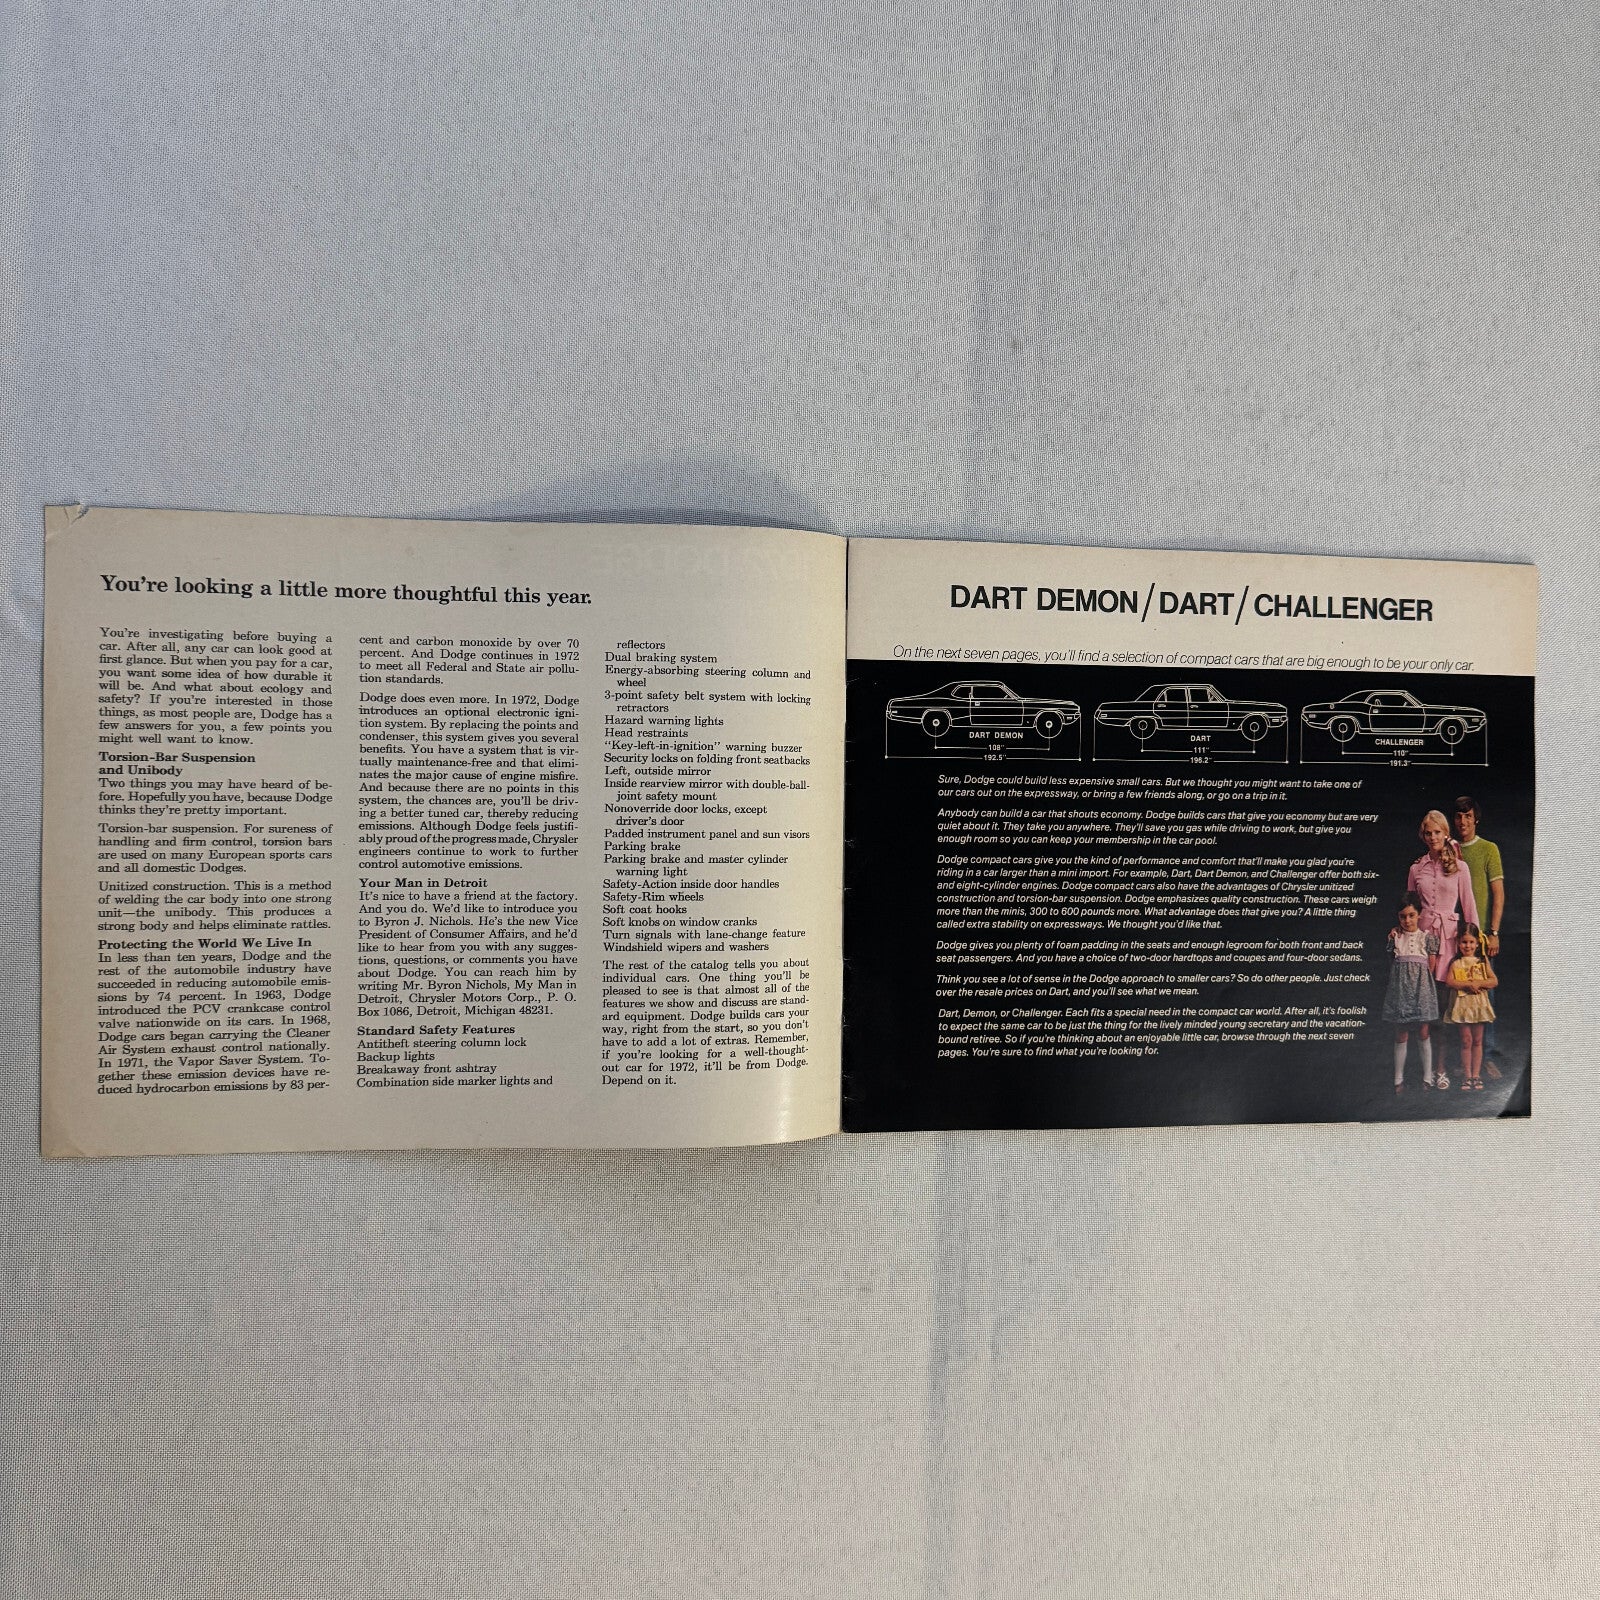 You're looking a little more thoughtful this year.
You're investigating before buying a
car. After all, any car can look good at
first glance. But when you pay for a car,
you want some idea of how durable it
will be. And what about ecology and
safety? If you're interested in those
things, as most people are, Dodge has a
few answers for you, a few points you
might well want to know.
Torsion-Bar Suspension
and Unibody
Two things you may have heard of be-
fore. Hopefully you have, because Dodge
thinks they're pretty important.
Torsion-bar suspension. For sureness of
handling and firm control, torsion bars
are used on many European sports cars
and all domestic Dodges.
Unitized construction. This is a method
of welding the car body into one strong
unit—the unibody. This produces a
strong body and helps eliminate rattles.
Protecting the World We Live In
In less than ten years, Dodge and the
rest of the automobile industry have
succeeded in reducing automobile emis-
sions by 74 percent. In 1963, Dodge
introduced the PCV crankcase control
valve nationwide on its cars. In 1968,
Dodge cars began carrying the Cleaner
Air System exhaust control nationally.
In 1971, the Vapor Saver System. To-
gether these emission devices have re-
duced hydrocarbon emissions by 83 per-
cent and carbon monoxide by over 70
percent. And Dodge continues in 1972
to meet all Federal and State air pollu-
tion standards.
Dodge does even more. In 1972, Dodge
introduces an optional electronic igni-
tion system. By replacing the points and
condenser, this system gives you several
benefits. You have a system that is vir-
tually maintenance-free and that elimi-
nates the major cause of engine misfire.
And because there are no points in this
system, the chances are, you'll be driv-
ing a better tuned car, thereby reducing
emissions. Although Dodge feels justifi-
ably proud of the progress made, Chrysler
engineers continue to work to further
control automotive emissions.
Your Man in Detroit
It's nice to have a friend at the factory.
And you do. We'd like to introduce you
to Byron J. Nichols. He's the new Vice
President of Consumer Affairs, and he'd
like to hear from you with any sugges-
tions, questions, or comments you have
about Dodge. You can reach him by
writing Mr. Byron Nichols, My Man in
Detroit, Chrysler Motors Corp., P. O.
Box 1086, Detroit, Michigan 48231.
Standard Safety Features
Antitheft steering column lock
Backup lights
Breakaway front ashtray
Combination side marker lights and
reflectors
Dual braking system
Energy-absorbing steering column and
wheel
3-point safety belt system with locking
retractors
Hazard warning lights
Head restraints
"Key-left-in-ignition" warning buzzer
Security locks on folding front seatbacks
Left, outside mirror
Inside rearview mirror with double-ball-
joint safety mount
Nonoverride door locks, except
driver's door
Padded instrument panel and sun visors
Parking brake
Parking brake and master cylinder
warning light
Safety-Action inside door handles
Safety-Rim wheels
Soft coat hooks
Soft knobs on window cranks
Turn signals with lane-change feature
Windshield wipers and washers
The rest of the catalog tells you about
individual cars. One thing you'll be
pleased to see is that almost all of the
features we show and discuss are stand-
ard equipment. Dodge builds cars your
way, right from the start, so you don't
have to add a lot of extras. Remember,
if you're looking for a well-thought-
out car for 1972, it'll be from Dodge.
Depend on it.
DART DEMON/DART/CHALLENGER
On the next seven pages, you'll find a selection of compact cars that are big enough to be your only car.
DART DEMON
108"
192.5"
DART
111"
196.2"
CHALLENGER
110"
191.3"
Sure, Dodge could build less expensive small cars. But we thought you might want to take one of
our cars out on the expressway, or bring a few friends along, or go on a trip in it.
Anybody can build a car that shouts economy. Dodge builds cars that give you economy but are very
quiet about it. They take you anywhere. They'll save you gas while driving to work, but give you
enough room so you can keep your membership in the car pool.
Dodge compact cars give you the kind of performance and comfort that'll make you glad you're
riding in a car larger than a mini import. For example, Dart, Dart Demon, and Challenger offer both six-
and eight-cylinder engines. Dodge compact cars also have the advantages of Chrysler unitized
construction and torsion-bar suspension. Dodge emphasizes quality construction. These cars weigh
more than the minis, 300 to 600 pounds more. What advantage does that give you? A little thing
called extra stability on expressways. We thought you'd like that.
Dodge gives you plenty of foam padding in the seats and enough legroom for both front and back
seat passengers. And you have a choice of two-door hardtops and coupes and four-door sedans.
Think you see a lot of sense in the Dodge approach to smaller cars? So do other people. Just check
over the resale prices on Dart, and you'll see what we mean.
Dart, Demon, or Challenger. Each fits a special need in the compact car world. After all, it's foolish
to expect the same car to be just the thing for the lively minded young secretary and the vacation-
bound retiree. So if you're thinking about an enjoyable little car, browse through the next seven
pages. You're sure to find what you're looking for.